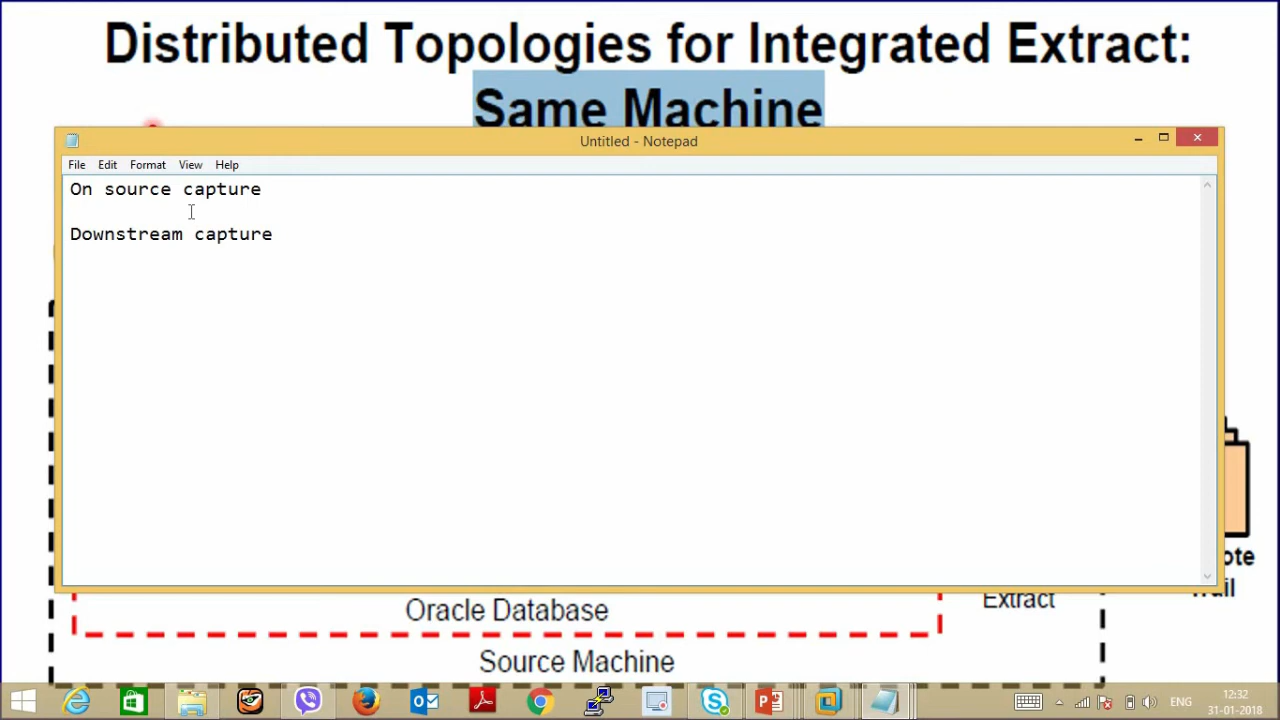 Distributed Topologies for Integrated Extract:
Same Machine
Untitled - Notepad
File Edit Format View Help
On source capture
Downstream capture
Oracle Database
Extract
Source Machine
ENG
12:32
31-01-2018